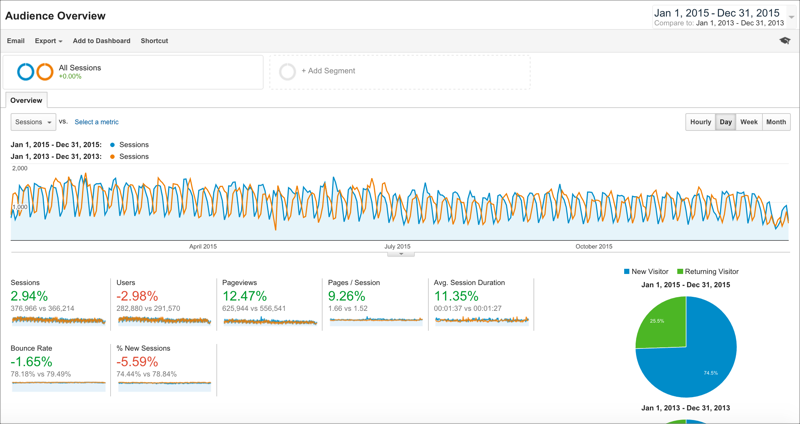 Audience Overview
Jan 1, 2015 - Dec 31, 2015
Compare to: Jan 1, 2013 - Dec 31, 2013
Email Export Add to Dashboard Shortcut
All Sessions
+0.00%
+ Add Segment
Overview
Sessions vs. Select a metric
Hourly Day Week Month
Jan 1, 2015 - Dec 31, 2015: Sessions
Jan 1, 2013 - Dec 31, 2013: Sessions
2,000
1,000
April 2015 July 2015 October 2015
New Visitor Returning Visitor
Jan 1, 2015 - Dec 31, 2015
Sessions Users Pageviews Pages / Session Avg. Session Duration
2.94% -2.98% 12.47% 9.26% 11.35%
376,966 vs 366,214 282,880 vs 291,570 625,944 vs 556,541 1.66 vs 1.52 00:01:37 vs 00:01:27
Bounce Rate % New Sessions
-1.65% -5.59%
78.18% vs 79.49% 74.44% vs 78.84%
25.5%
74.5%
Jan 1, 2013 - Dec 31, 2013